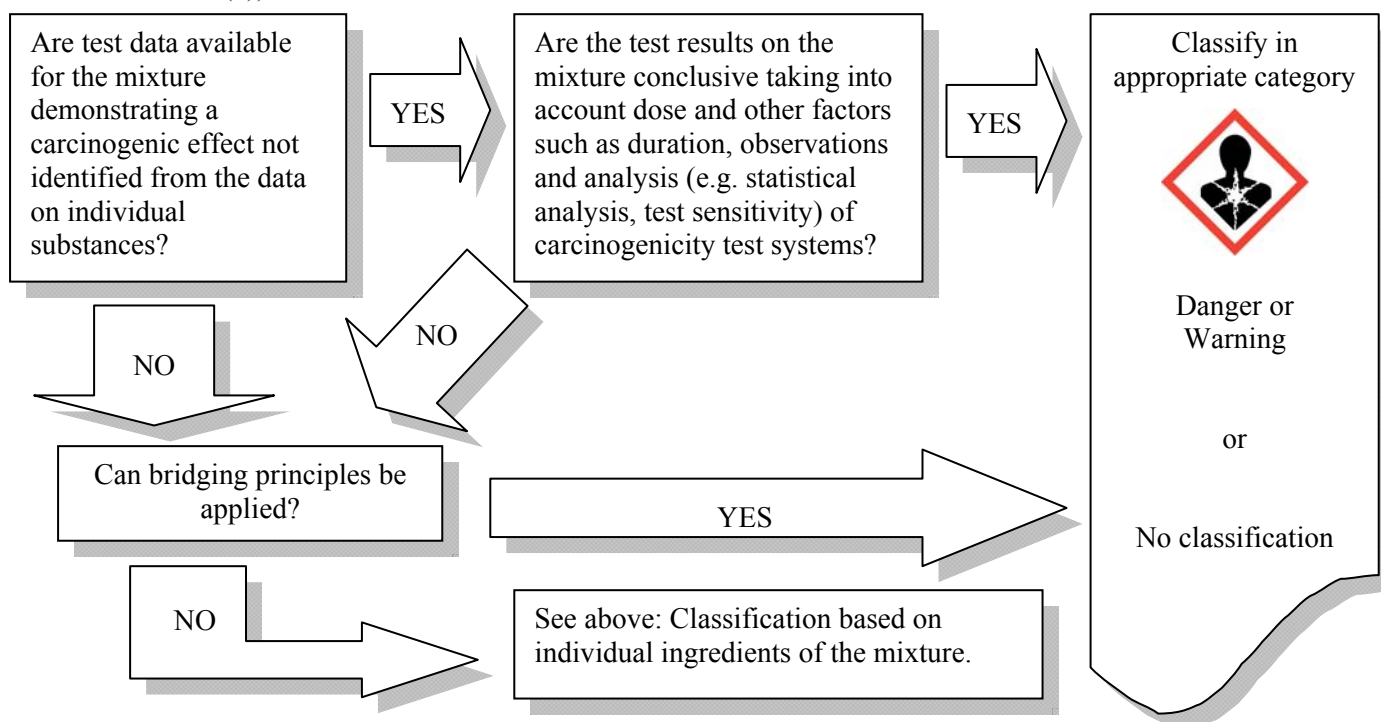 Are test data available
for the mixture
demonstrating a
carcinogenic effect not
identified from the data
on individual
substances?
YES
Are the test results on the
mixture conclusive taking into
account dose and other factors
such as duration, observations
and analysis (e.g. statistical
analysis, test sensitivity) of
carcinogenicity test systems?
YES
Classify in
appropriate category
Danger or
Warning
or
No classification
NO
NO
Can bridging principles be
applied?
YES
NO
See above: Classification based on
individual ingredients of the mixture.